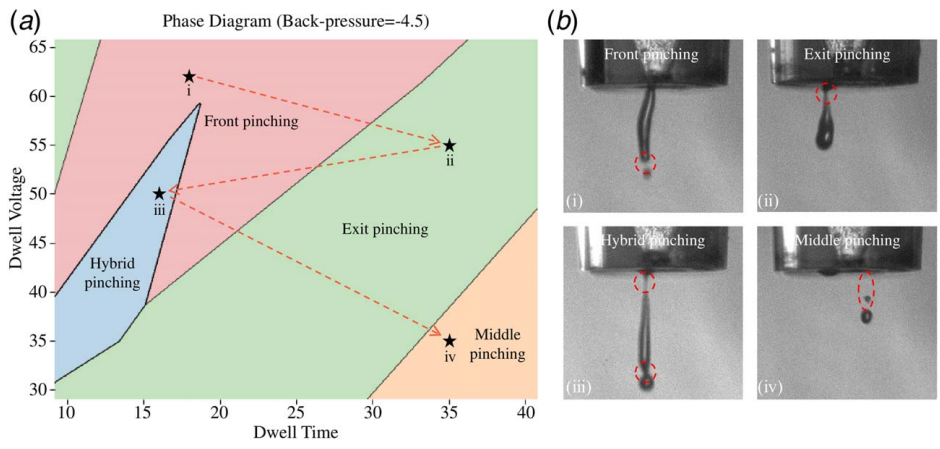 (a)
Phase Diagram (Back-pressure=-4.5)
Dwell Voltage
65
60
55
50
45
40
35
30
i
Front pinching
ii
iii
Exit pinching
Hybrid
pinching
Middle
pinching
iv
10
16
20
25
30
35
40
Dwell Time
(b)
Front pinching
(i)
Exit pinching
(ii)
Hybrid pinching
(iii)
Middle pinching
(iv)